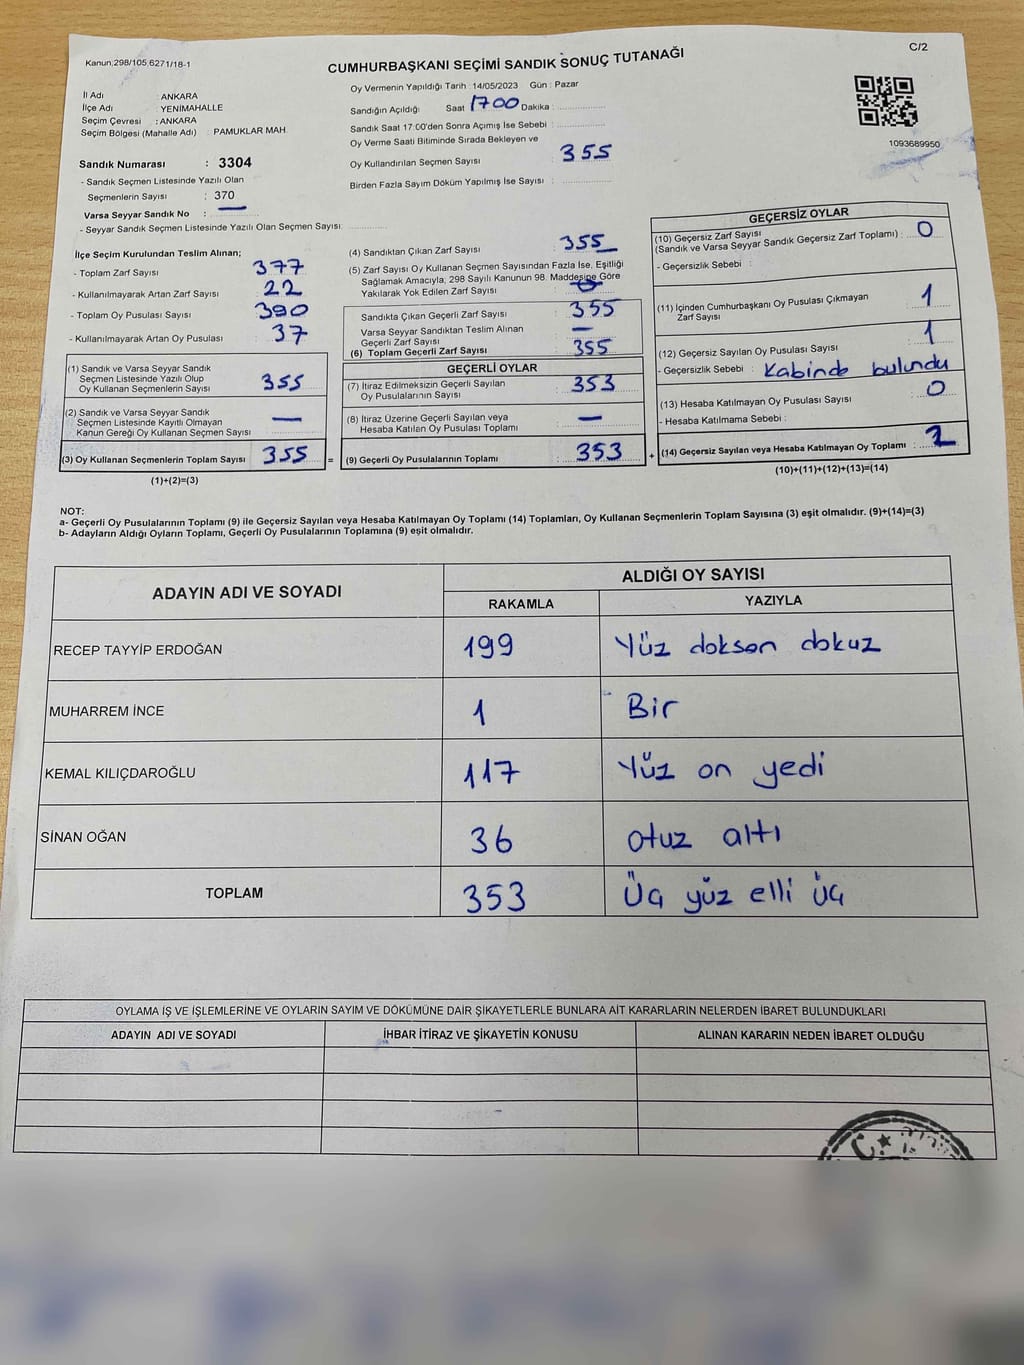 Kanun;298/105,6271/18-1
C/2
CUMHURBAŞKANI SEÇİMİ SANDIK SONUÇ TUTANAĞI
İl Adı : ANKARA
İlçe Adı : YENİMAHALLE
Seçim Çevresi : ANKARA
Seçim Bölgesi (Mahalle Adı) : PAMUKLAR MAH.
Sandık Numarası : 3304
- Sandık Seçmen Listesinde Yazılı Olan
Seçmenlerin Sayısı : 370
Varsa Seyyar Sandık No : —
- Seyyar Sandık Seçmen Listesinde Yazılı Olan Seçmen Sayısı:
Oy Vermenin Yapıldığı Tarih : 14/05/2023 Gün : Pazar
Sandığın Açıldığı Saat 1700 Dakika :
Sandık Saat 17:00'den Sonra Açımış İse Sebebi :
Oy Verme Saati Bitiminde Sırada Bekleyen ve
Oy Kullandırılan Seçmen Sayısı : 355
Birden Fazla Sayım Döküm Yapılmış İse Sayısı :
1093689950
İlçe Seçim Kurulundan Teslim Alınan;
- Toplam Zarf Sayısı : 377
- Kullanılmayarak Artan Zarf Sayısı : 22
- Toplam Oy Pusulası Sayısı : 390
- Kullanılmayarak Artan Oy Pusulası : 37
(1) Sandık ve Varsa Seyyar Sandık
Seçmen Listesinde Yazılı Olup
Oy Kullanan Seçmenlerin Sayısı : 355
(2) Sandık ve Varsa Seyyar Sandık
Seçmen Listesinde Kayıtlı Olmayan
Kanun Gereği Oy Kullanan Seçmen Sayısı : —
(3) Oy Kullanan Seçmenlerin Toplam Sayısı : 355 =
(1)+(2)=(3)
(4) Sandıktan Çıkan Zarf Sayısı : 355
(5) Zarf Sayısı Oy Kullanan Seçmen Sayısından Fazla İse, Eşitliği
Sağlamak Amacıyla; 298 Sayılı Kanunun 98. Maddesine Göre
Yakılarak Yok Edilen Zarf Sayısı :
Sandıkta Çıkan Geçerli Zarf Sayısı : 355
Varsa Seyyar Sandıktan Teslim Alınan
Geçerli Zarf Sayısı : —
(6) Toplam Geçerli Zarf Sayısı : 355
GEÇERLİ OYLAR
(7) İtiraz Edilmeksizin Geçerli Sayılan
Oy Pusulasının Sayısı : 353
(8) İtiraz Üzerine Geçerli Sayılan veya
Hesaba Katılan Oy Pusulası Toplamı : —
(9) Geçerli Oy Pusulalarının Toplamı : 353 +
GEÇERSİZ OYLAR
(10) Geçersiz Zarf Sayısı
(Sandık ve Varsa Seyyar Sandık Geçersiz Zarf Toplamı) : 0
- Geçersizlik Sebebi :
(11) İçinden Cumhurbaşkanı Oy Pusulası Çıkmayan
Zarf Sayısı : 1
(12) Geçersiz Sayılan Oy Pusulası Sayısı : 1
- Geçersizlik Sebebi : Kabinde bulundu
(13) Hesaba Katılmayan Oy Pusulası Sayısı : 0
- Hesaba Katılmama Sebebi :
(14) Geçersiz Sayılan veya Hesaba Katılmayan Oy Toplamı : 2
(10)+(11)+(12)+(13)=(14)
NOT:
a- Geçerli Oy Pusulalarının Toplamı (9) ile Geçersiz Sayılan veya Hesaba Katılmayan Oy Toplamı (14) Toplamları, Oy Kullanan Seçmenlerin Toplam Sayısına (3) eşit olmalıdır. (9)+(14)=(3)
b- Adayların Aldığı Oyların Toplamı, Geçerli Oy Pusulalarının Toplamına (9) eşit olmalıdır.
ADAYIN ADI VE SOYADI
ALDIĞI OY SAYISI
RAKAMLA YAZIYLA
RECEP TAYYİP ERDOĞAN 199 Yüz doksan dokuz
MUHARREM İNCE 1 Bir
KEMAL KILIÇDAROĞLU 117 Yüz on yedi
SİNAN OĞAN 36 otuz altı
TOPLAM 353 Üç yüz elli üç
OYLAMA İŞ VE İŞLEMLERİNE VE OYLARIN SAYIM VE DÖKÜMÜNE DAİR ŞİKAYETLERLE BUNLARA AİT KARARLARIN NELERDEN İBARET BULUNDUKLARI
ADAYIN ADI VE SOYADI İHBAR İTİRAZ VE ŞİKAYETİN KONUSU ALINAN KARARIN NEDEN İBARET OLDUĞU